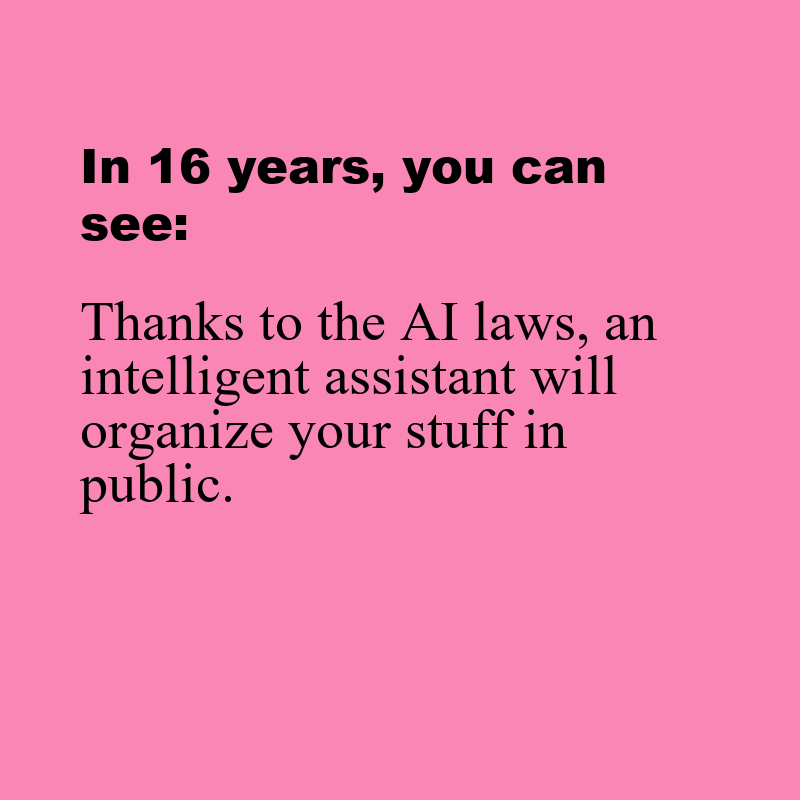 In 16 years, you can
see:
Thanks to the AI laws, an
intelligent assistant will
organize your stuff in
public.